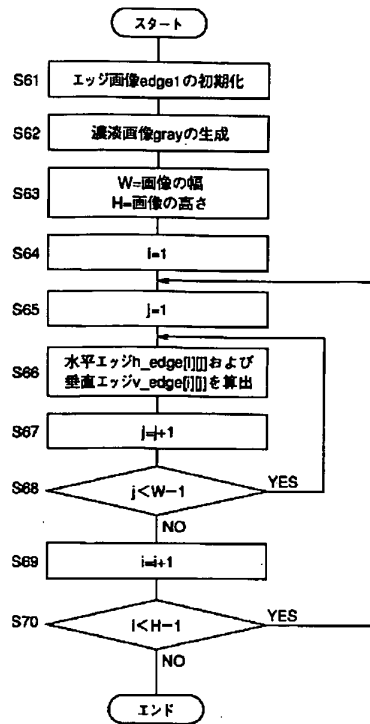 スタート
S61
エッジ画像edge1の初期化
S62
濃淡画像grayの生成
S63
W=画像の幅
H=画像の高さ
S64
i=1
S65
j=1
S66
水平エッジh_edge[i][j]および
垂直エッジv_edge[i][j]を算出
S67
j=j+1
S68
j<W-1
YES
NO
S69
i=i+1
S70
i<H-1
YES
NO
エンド